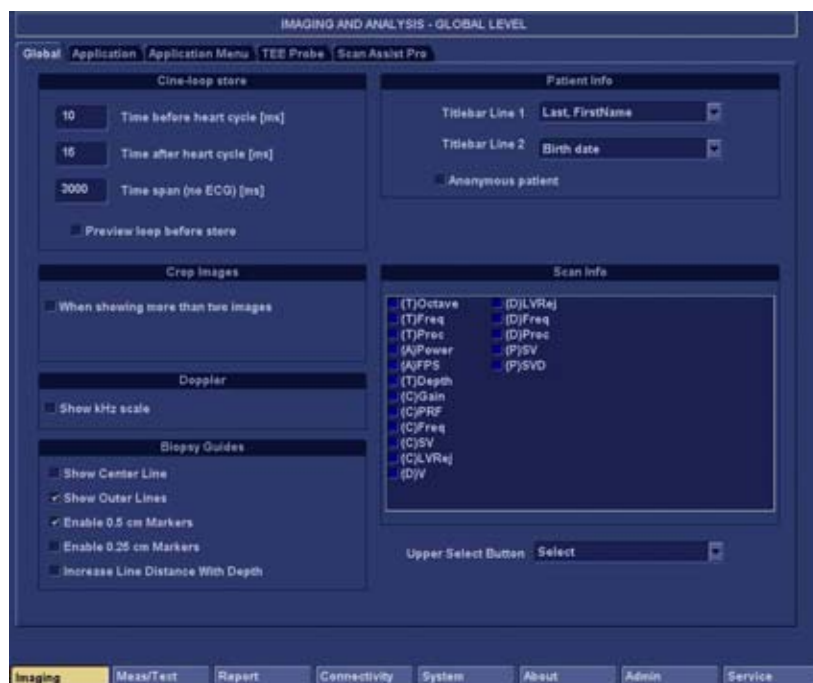 IMAGING AND ANALYSIS - GLOBAL LEVEL
Global Application Application Menu TEE Probe Scan Assist Pro
Cine-loop store
10 Time before heart cycle [ms]
15 Time after heart cycle [ms]
3000 Time span (no ECG) [ms]
Preview loop before store
Patient Info
Titlebar Line 1 Last, FirstName
Titlebar Line 2 Birth date
Anonymous patient
Crop Images
When showing more than two images
Doppler
Show kHz scale
Biopsy Guides
Show Center Line
Show Outer Lines
Enable 0.5 cm Markers
Enable 0.25 cm Markers
Increase Line Distance With Depth
Scan Info
(T)Octave (D)LVRej
(T)Freq (D)Freq
(T)Proc (D)Proc
(A)Power (P)SV
(A)FPS (P)SVD
(T)Depth
(C)Gain
(C)PRF
(C)Freq
(C)SV
(C)LVRej
(D)V
Upper Select Button Select
Imaging Meas/Text Report Connectivity System About Admin Service